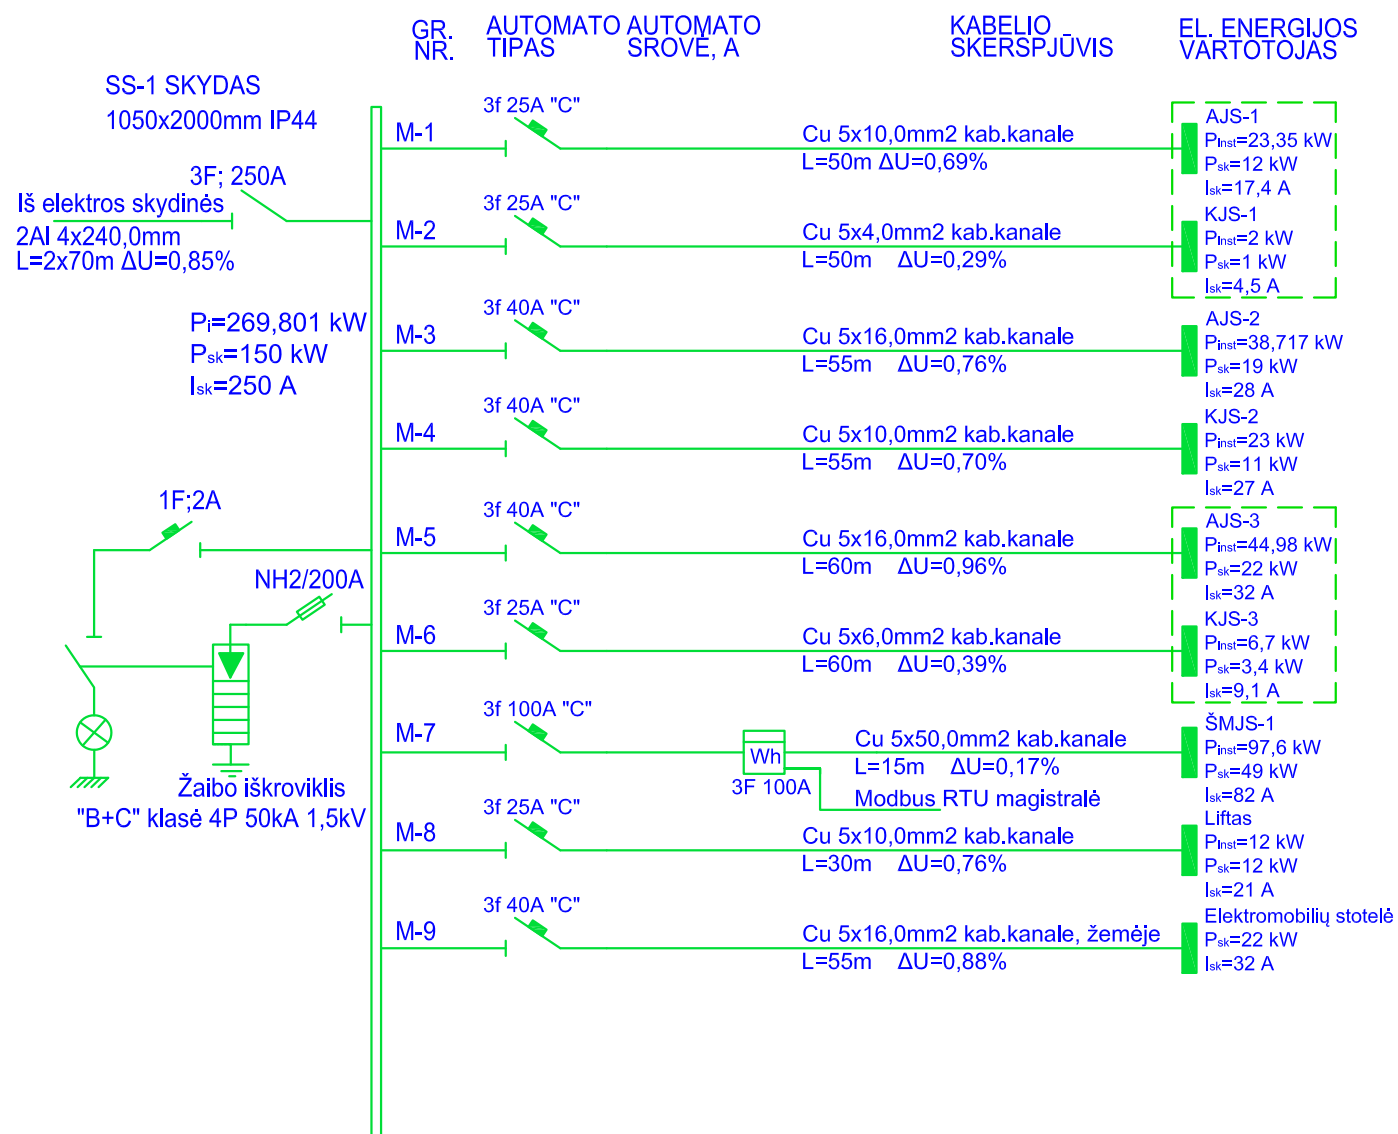 GR.
NR.
AUTOMATO
TIPAS
AUTOMATO
SROVĖ, A
KABELIO
SKERSPJŪVIS
EL. ENERGIJOS
VARTOTOJAS
SS-1 SKYDAS
1050x2000mm IP44
3F; 250A
Iš elektros skydinės
2Al 4x240,0mm
L=2x70m ΔU=0,85%
Pi=269,801 kW
Psk=150 kW
Isk=250 A
1F;2A
NH2/200A
Žaibo iškroviklis
"B+C" klasė 4P 50kA 1,5kV
M-1
3f 25A "C"
Cu 5x10,0mm2 kab.kanale
L=50m ΔU=0,69%
AJS-1
PInst=23,35 kW
Psk=12 kW
Isk=17,4 A
M-2
3f 25A "C"
Cu 5x4,0mm2 kab.kanale
L=50m ΔU=0,29%
KJS-1
PInst=2 kW
Psk=1 kW
Isk=4,5 A
M-3
3f 40A "C"
Cu 5x16,0mm2 kab.kanale
L=55m ΔU=0,76%
AJS-2
Pinst=38,717 kW
Psk=19 kW
Isk=28 A
M-4
3f 40A "C"
Cu 5x10,0mm2 kab.kanale
L=55m ΔU=0,70%
KJS-2
Pinst=23 kW
Psk=11 kW
Isk=27 A
M-5
3f 40A "C"
Cu 5x16,0mm2 kab.kanale
L=60m ΔU=0,96%
AJS-3
Pinst=44,98 kW
Psk=22 kW
Isk=32 A
M-6
3f 25A "C"
Cu 5x6,0mm2 kab.kanale
L=60m ΔU=0,39%
KJS-3
PInst=6,7 kW
Psk=3,4 kW
Isk=9,1 A
M-7
3f 100A "C"
Wh
3F 100A
Cu 5x50,0mm2 kab.kanale
L=15m ΔU=0,17%
Modbus RTU magistralė
ŠMJS-1
Pinst=97,6 kW
Psk=49 kW
Isk=82 A
M-8
3f 25A "C"
Cu 5x10,0mm2 kab.kanale
L=30m ΔU=0,76%
Liftas
PInst=12 kW
Psk=12 kW
Isk=21 A
M-9
3f 40A "C"
Cu 5x16,0mm2 kab.kanale, žemėje
L=55m ΔU=0,88%
Elektromobilių stotelė
Psk=22 kW
Isk=32 A